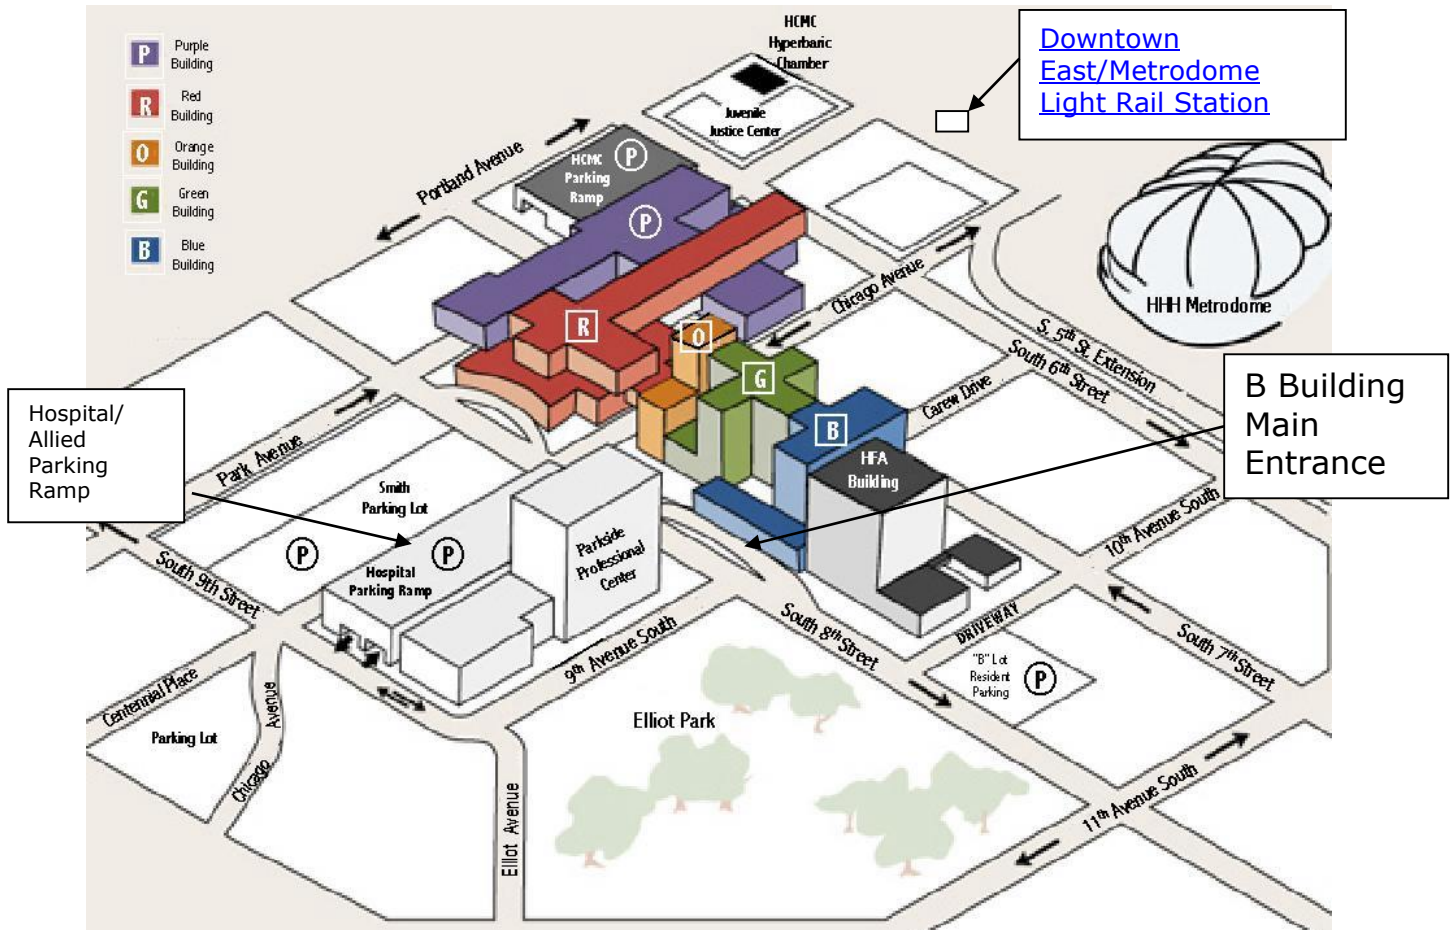 P
Purple
Building
R
Red
Building
O
Orange
Building
G
Green
Building
B
Blue
Building
HCMC
Hyperbaric
Chamber
Juvenile
Justice Center
Downtown
East/Metrodome
Light Rail Station
Portland Avenue
HCMC
Parking
Ramp
P
P
HHH Metrodome
Chicago Avenue
S. 5th St. Extension
South 6th Street
Carew Drive
R
O
G
B
HFA
Building
B Building
Main
Entrance
Hospital/
Allied
Parking
Ramp
Park Avenue
Smith
Parking Lot
P
P
Hospital
Parking Ramp
Parkside
Professional
Center
South 9th Street
10th Avenue South
DRIVEWAY
South 8th Street
South 7th Street
"B" Lot
Resident
Parking
P
9th Avenue South
Centennial Place
Parking Lot
Chicago Avenue
Elliot Park
Elliot Avenue
11th Avenue South